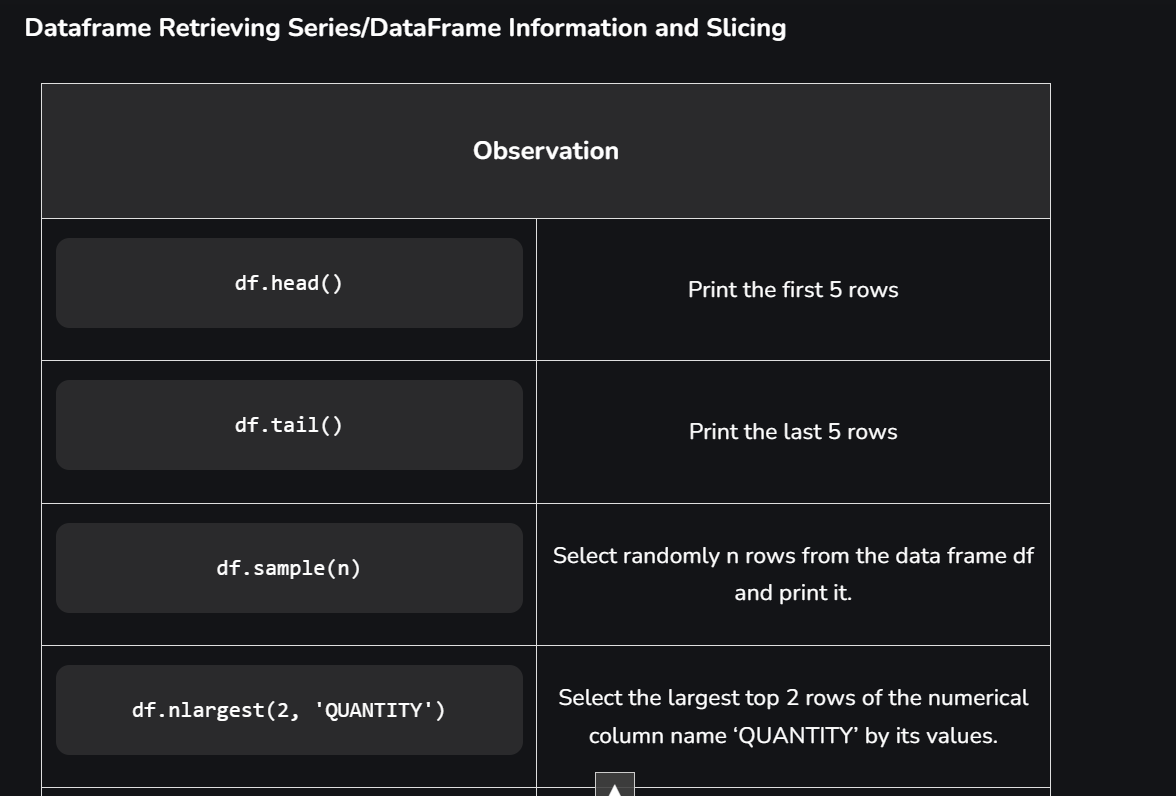 Dataframe Retrieving Series/DataFrame Information and Slicing
Observation
df.head()
Print the first 5 rows
df.tail()
Print the last 5 rows
df.sample(n)
Select randomly n rows from the data frame df
and print it.
df.nlargest(2, 'QUANTITY')
Select the largest top 2 rows of the numerical
column name ‘QUANTITY’ by its values.